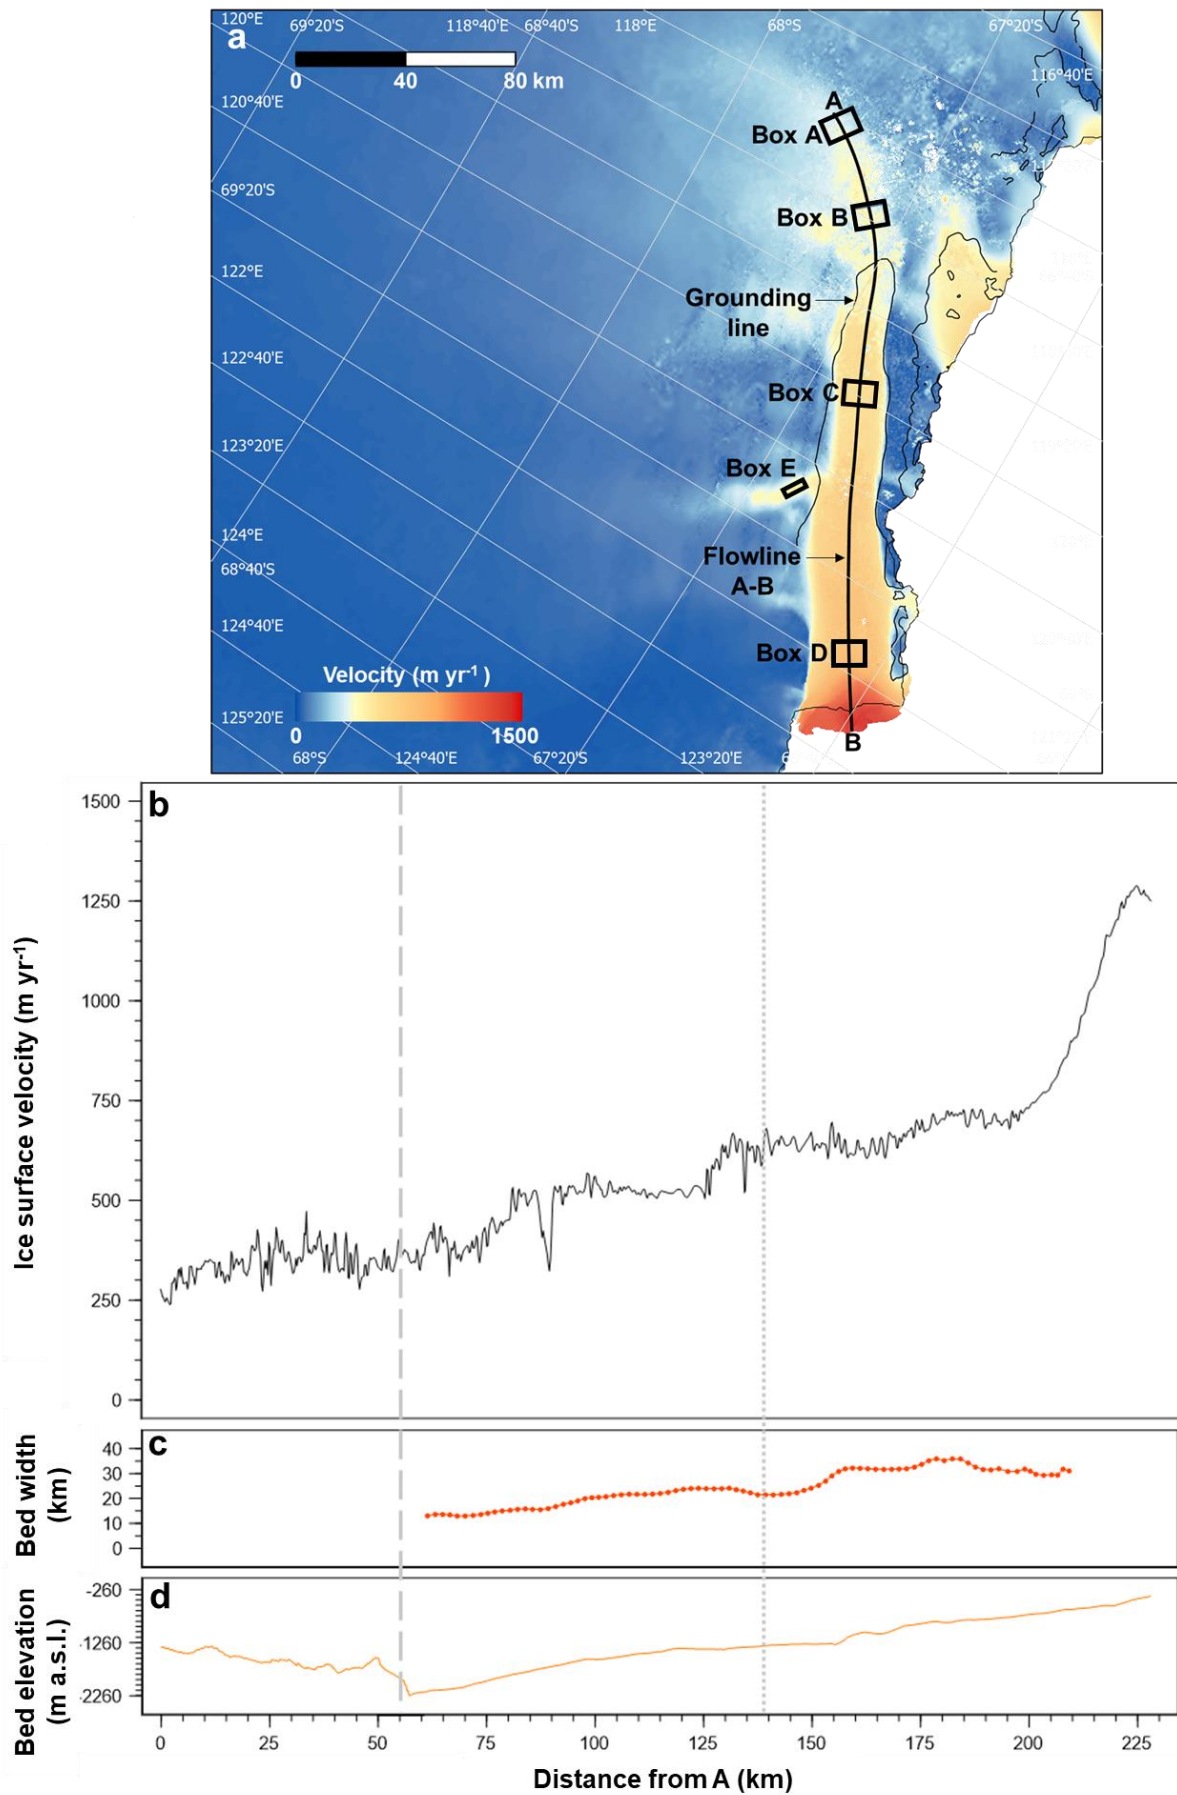 120°E
69°20'S
118°40'E
68°40'S
118°E
68°S
67°20'S
a
0
40
80 km
116°40'E
120°40'E
A
Box A
69°20'S
Box B
122°E
Grounding
line
122°40'E
Box C
123°20'E
Box E
124°E
Flowline
A-B
68°40'S
124°40'E
Box D
Velocity (m yr-1 )
0
1500
125°20'E
B
68°S
124°40'E
67°20'S
123°20'E
b
Ice surface velocity (m yr-1)
1500
1250
1000
750
500
250
0
c
Bed width
(km)
40
30
20
10
0
d
Bed elevation
(m a.s.l.)
-260
-1260
-2260
0
25
50
75
100
125
150
175
200
225
Distance from A (km)